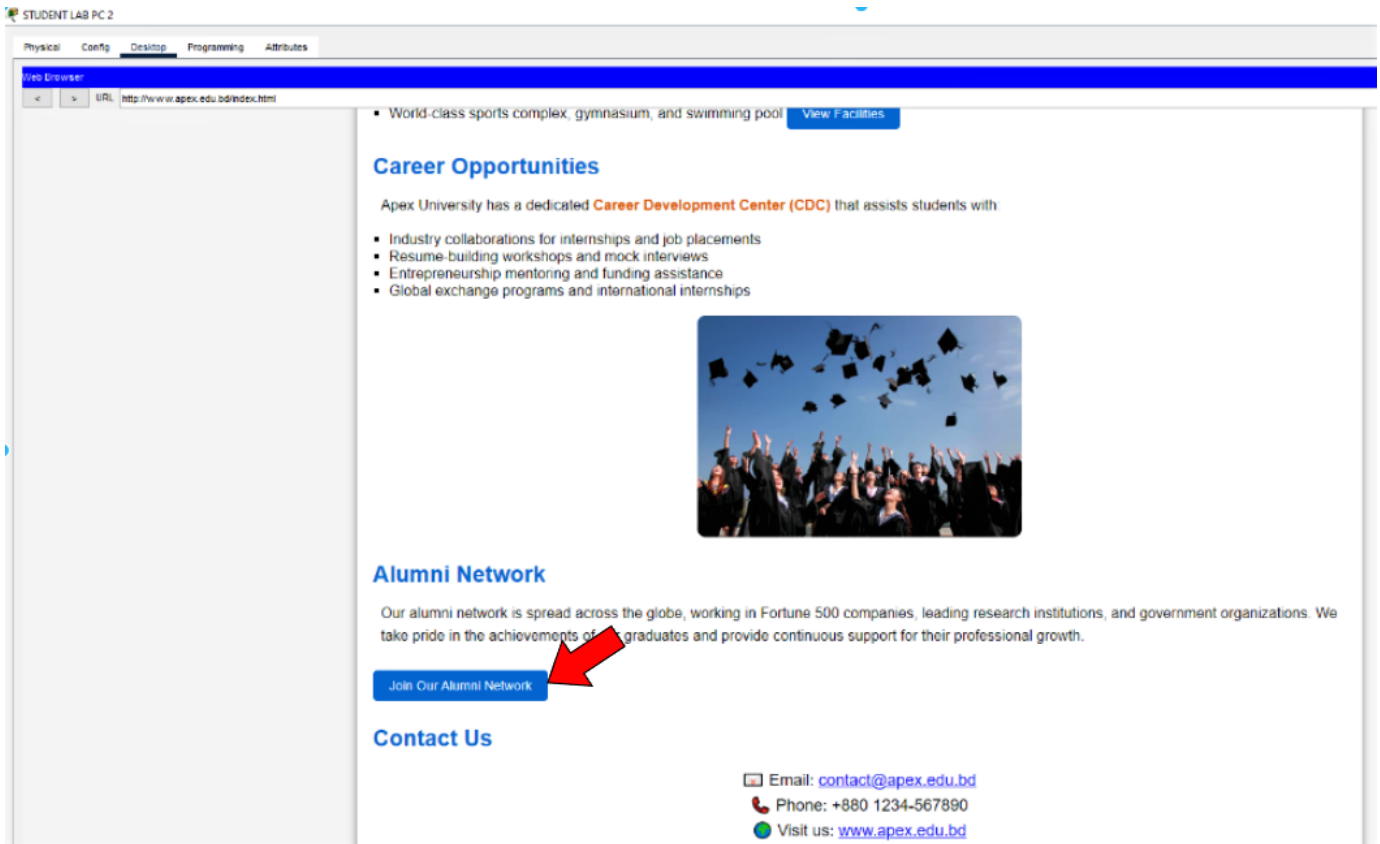 STUDENT LAB PC 2
Physical Config Desktop Programming Attributes
Web Browser
< > URL http://www.apex.edu.bd/index.html
▪ World-class sports complex, gymnasium, and swimming pool View Facilities
Career Opportunities
Apex University has a dedicated Career Development Center (CDC) that assists students with:
▪ Industry collaborations for internships and job placements
▪ Resume-building workshops and mock interviews
▪ Entrepreneurship mentoring and funding assistance
▪ Global exchange programs and international internships
Alumni Network
Our alumni network is spread across the globe, working in Fortune 500 companies, leading research institutions, and government organizations. We
take pride in the achievements of graduates and provide continuous support for their professional growth.
Join Our Alumni Network
Contact Us
Email: contact@apex.edu.bd
Phone: +880 1234-567890
Visit us: www.apex.edu.bd